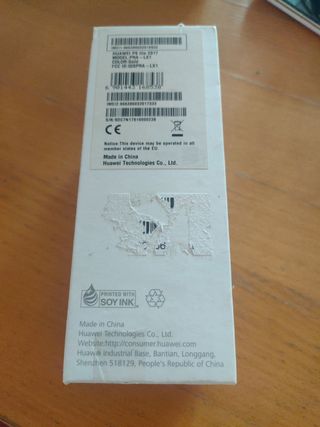 HUAWEI P8 lite 2017
MODEL: PRA-LX1
COLOR: Gold
6 901443 168538
CE
Notice:This device may be operated in all
member states of the EU
Made in China
Huawei Technologies Co., Ltd.
PRINTED WITH
SOY INK
Made in China
Huawei Technologies Co., Ltd.
Website:http://consumer.huawei.com
Huawei Industrial Base, Bantian, Longgang,
Shenzhen 518129, People's Republic of China